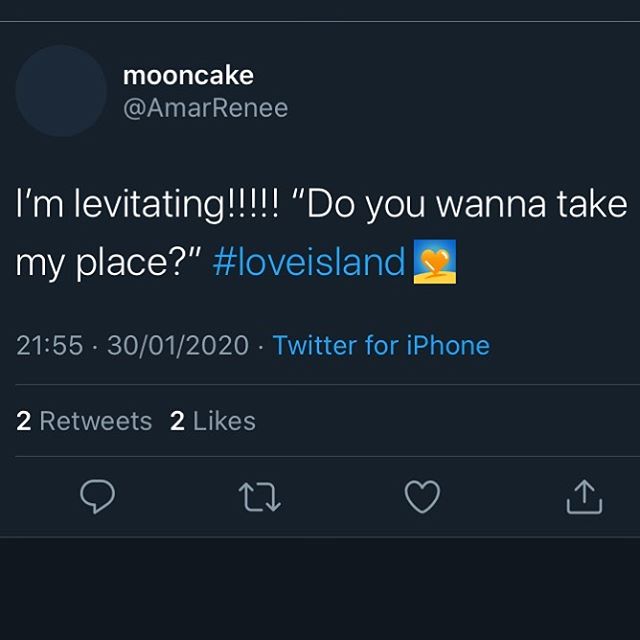 mooncake
@AmarRenee
I’m levitating!!!!! “Do you wanna take
my place?” #loveisland
21:55 · 30/01/2020 · Twitter for iPhone
2 Retweets 2 Likes